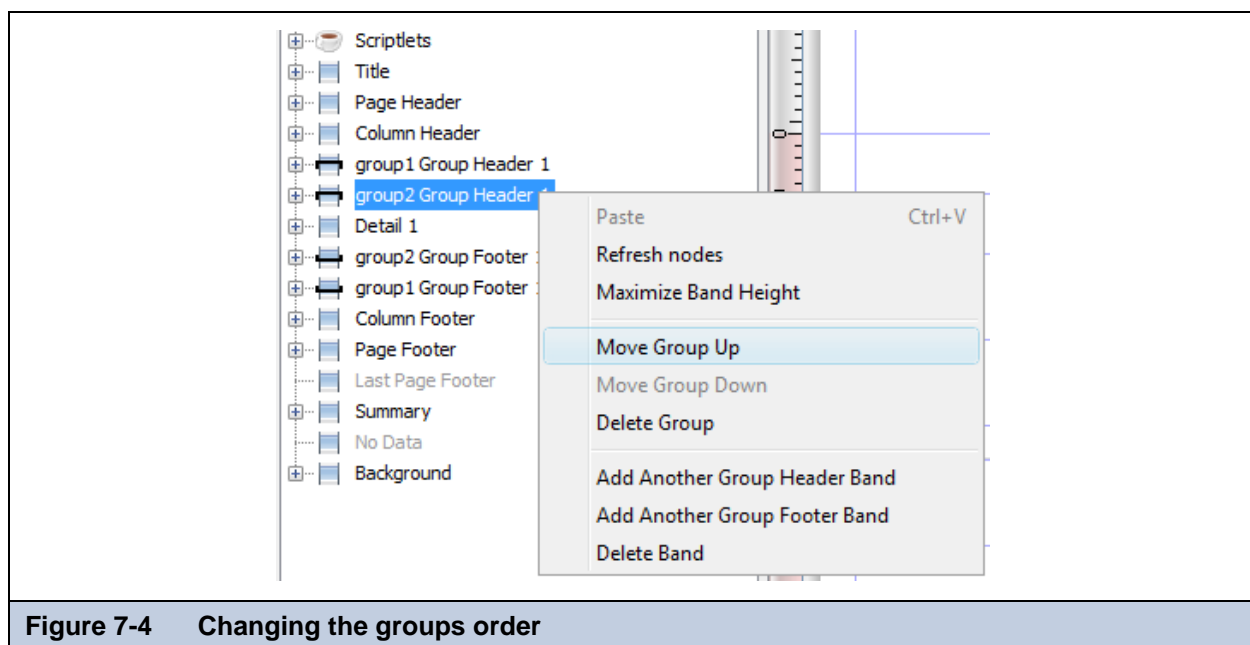 Scriptlets
Title
Page Header
Column Header
group1 Group Header 1
group2 Group Header
Detail 1
group2 Group Footer
group1 Group Footer
Column Footer
Page Footer
Last Page Footer
Summary
No Data
Background
0
Paste Ctrl+V
Refresh nodes
Maximize Band Height
Move Group Up
Move Group Down
Delete Group
Add Another Group Header Band
Add Another Group Footer Band
Delete Band
Figure 7-4 Changing the groups order